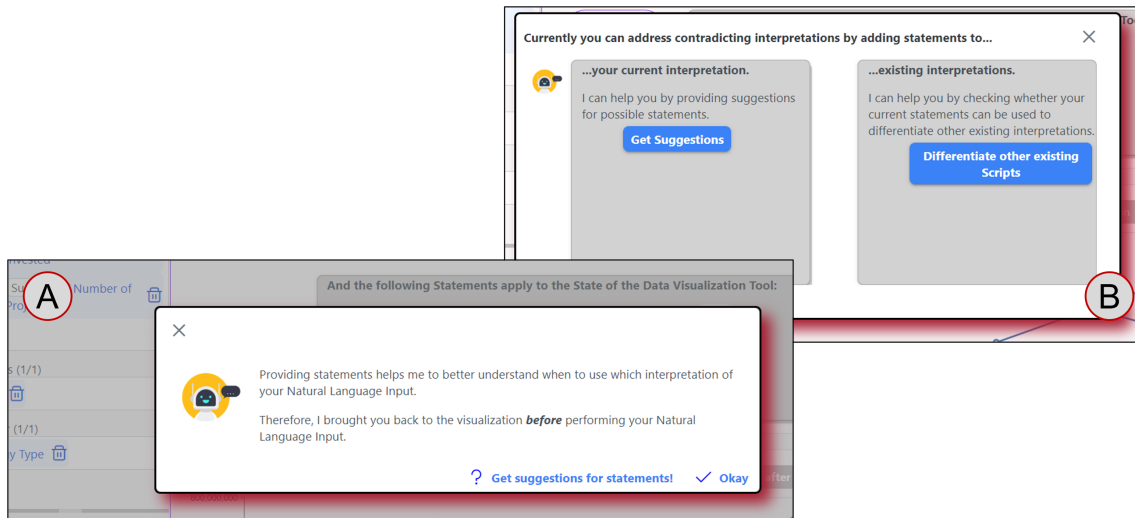 To
Currently you can address contradicting interpretations by adding statements to...
...your current interpretation.
I can help you by providing suggestions
for possible statements.
Get Suggestions
...existing interpretations.
I can help you by checking whether your
current statements can be used to
differentiate other existing interpretations.
Differentiate other existing
Scripts
B
A
Number of
s (1/1)
(1/1)
y Type
And the following Statements apply to the State of the Data Visualization Tool:
Providing statements helps me to better understand when to use which interpretation of
your Natural Language Input.
Therefore, I brought you back to the visualization before performing your Natural
Language Input.
? Get suggestions for statements!
Okay
after
800,000,000